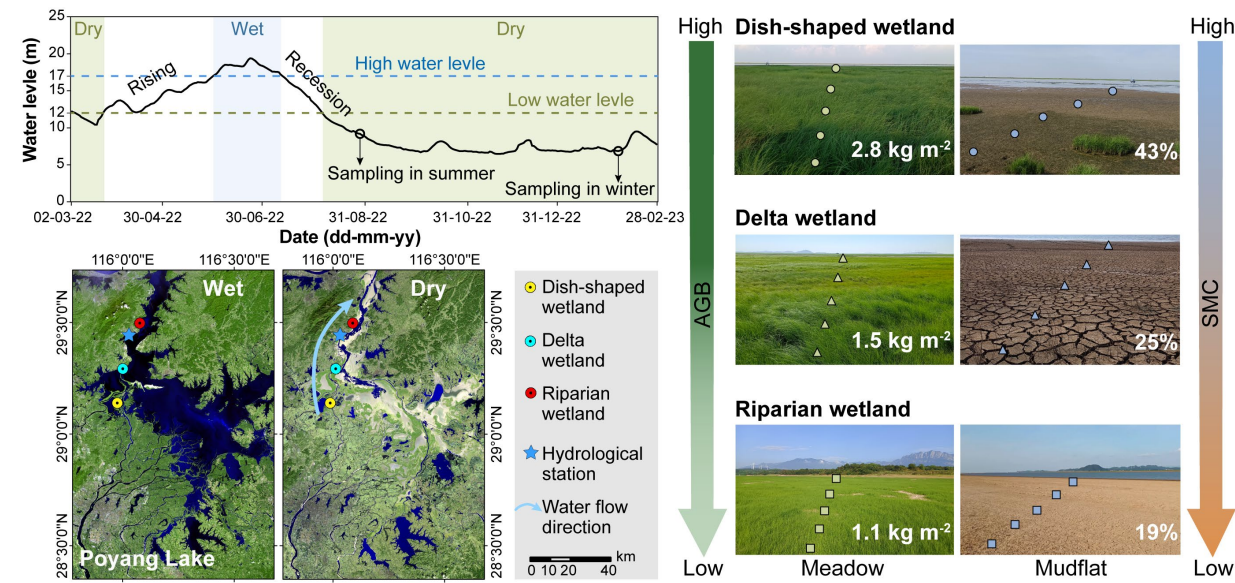 25
20
17
15
12
10
5
0
Water levle (m)
Dry
Wet
Dry
Rising
Recession
High water levle
Low water levle
Sampling in summer
Sampling in winter
02-03-22
30-04-22
30-06-22
31-08-22
31-10-22
31-12-22
28-02-23
Date (dd-mm-yy)
116°0'0"E
116°30'0"E
116°0'0"E
116°30'0"E
29°30'0"N
29°0'0"N
28°30'0"N
Wet
Poyang Lake
Dry
29°30'0"N
29°0'0"N
28°30'0"N
Dish-shaped
wetland
Delta
wetland
Riparian
wetland
Hydrological
station
Water flow
direction
km
0 10 20 40
High
AGB
Low
Dish-shaped wetland
2.8 kg m⁻²
43%
Delta wetland
1.5 kg m⁻²
25%
Riparian wetland
1.1 kg m⁻²
19%
Meadow
Mudflat
High
SMC
Low